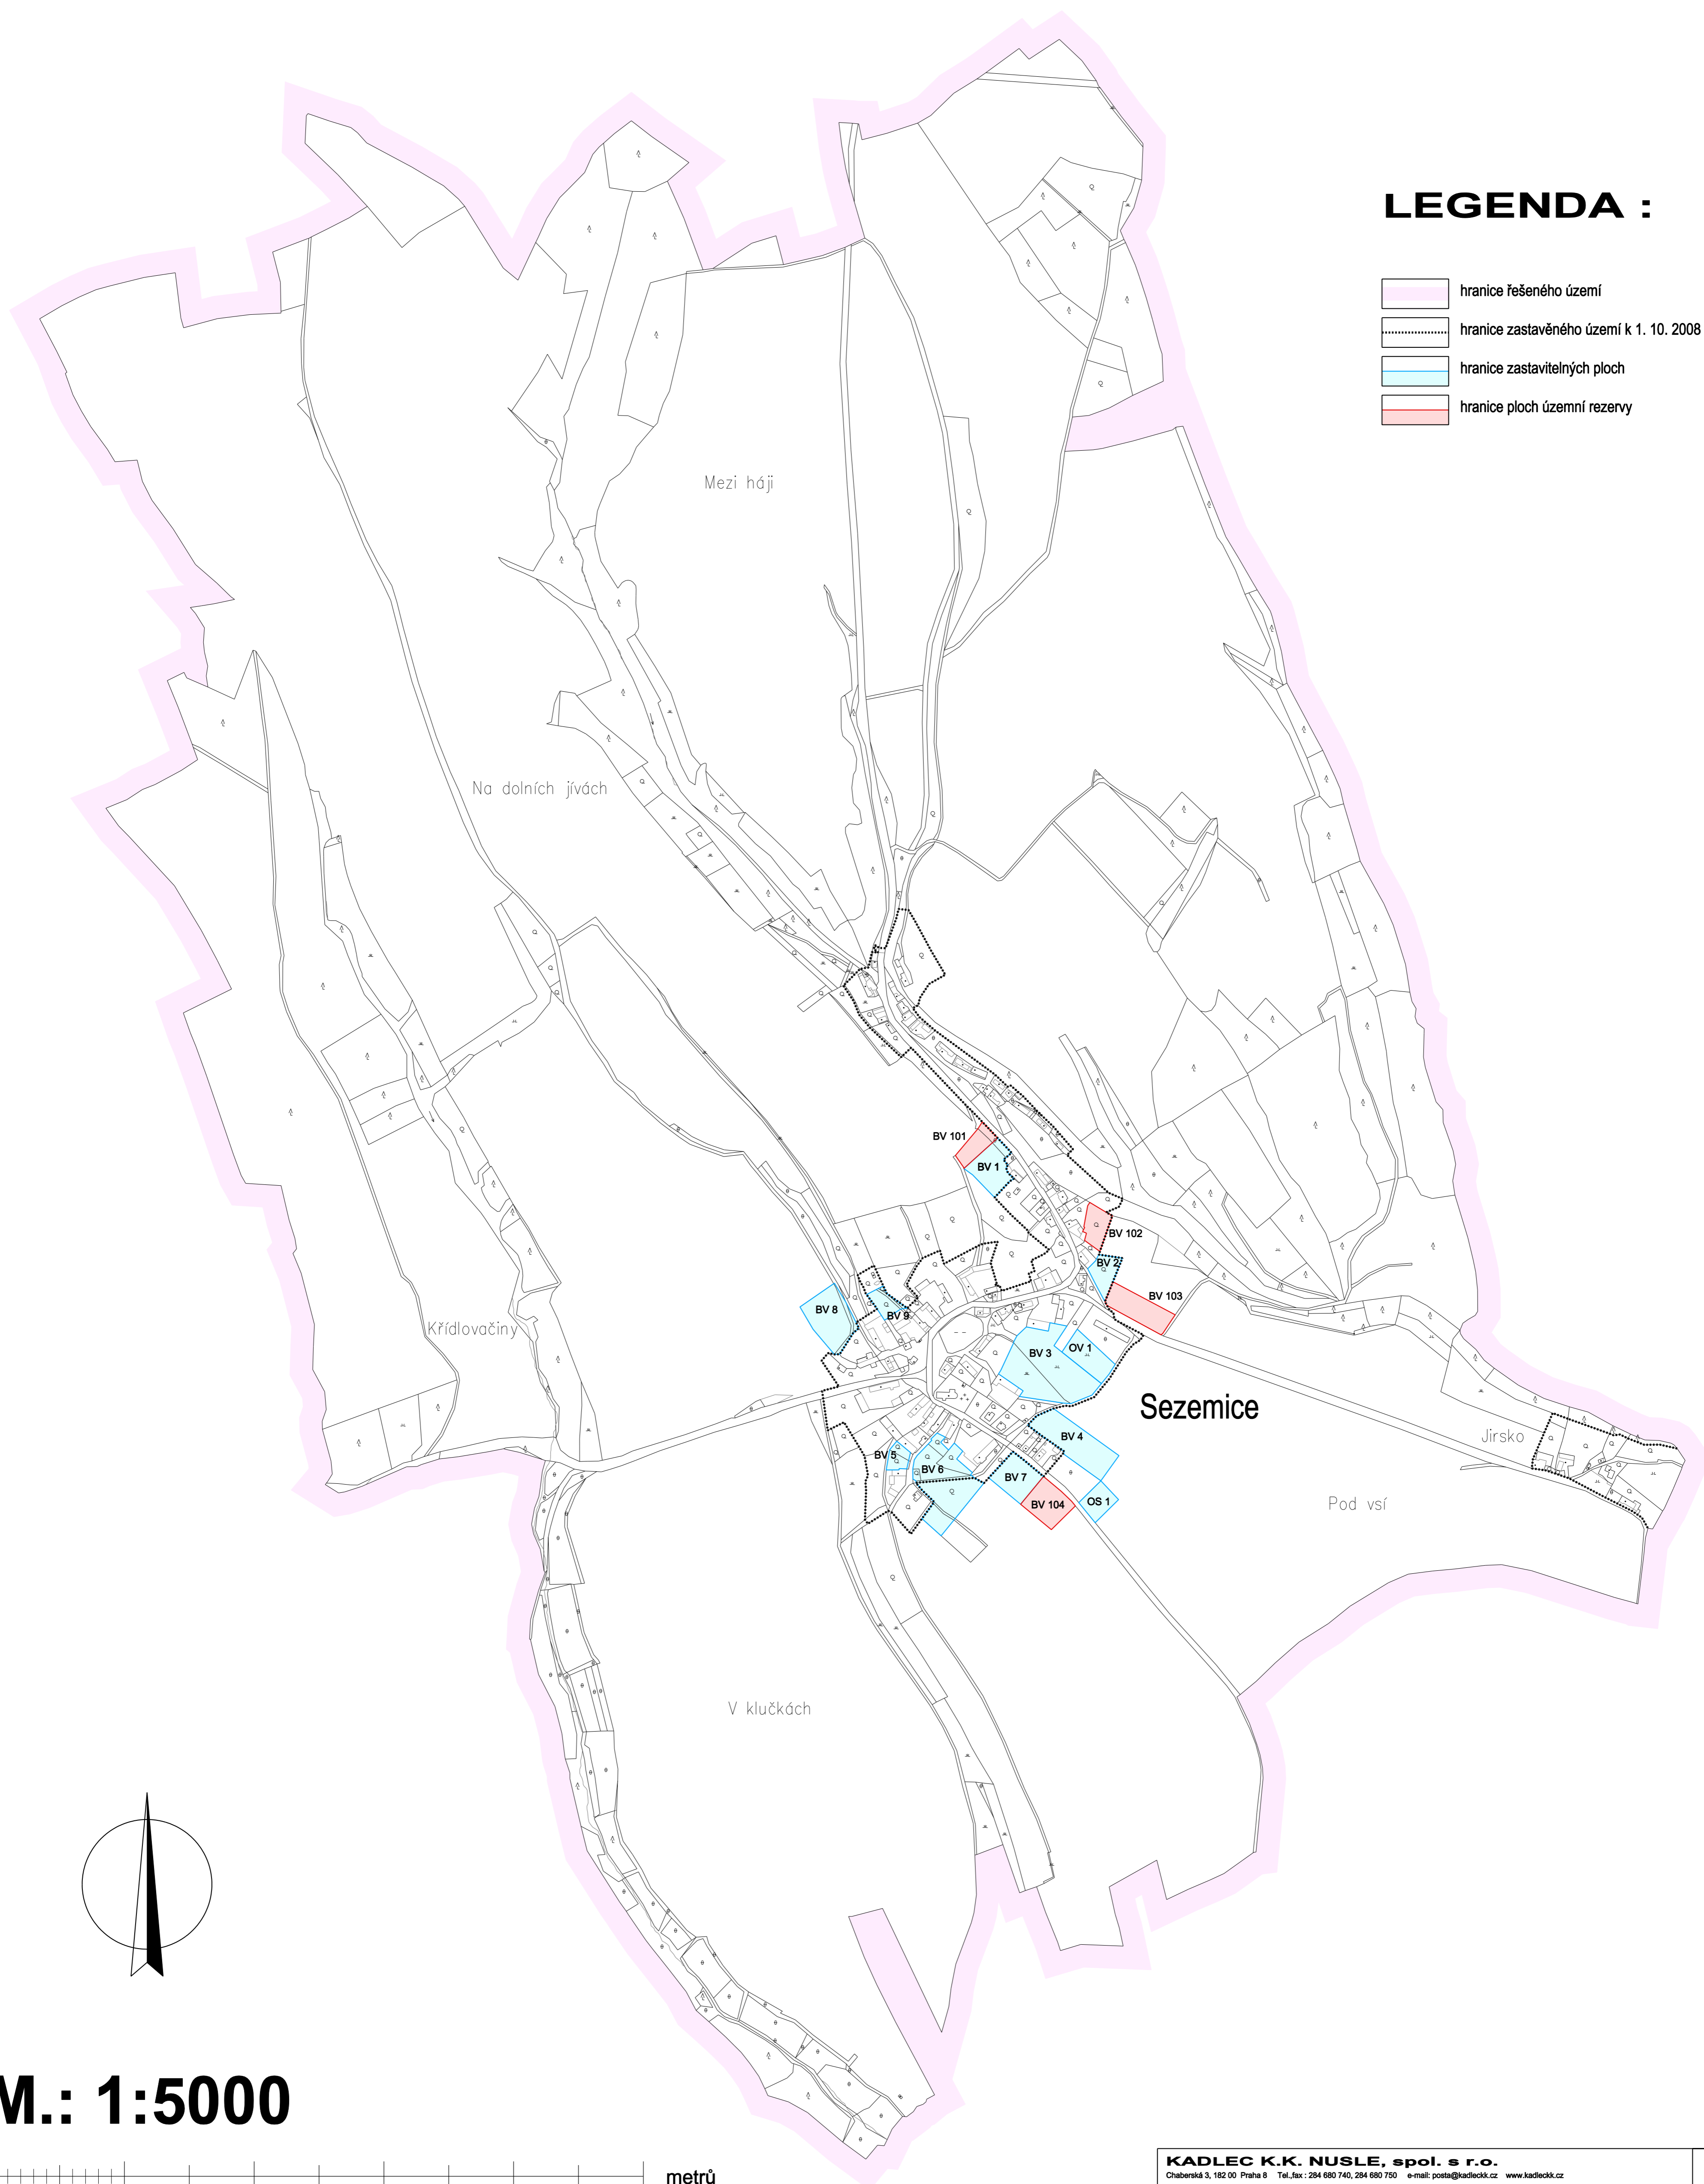 LEGENDA :
hranice řešeného území
hranice zastavěného území k 1. 10. 2008
hranice zastavitelných ploch
hranice ploch územní rezervy
Mezi háji
Na dolních jívách
BV 101
BV 1
BV 102
BV 2
BV 103
BV 8
BV 9
Křídlovačiny
BV 3
OV 1
Sezemice
Jirsko
BV 4
BV 5
BV 6
BV 7
BV 104
OS 1
Pod vsí
V klučkách
M.: 1:5000
metrů
KADLEC K.K. NUSLE, spol. s r.o.
Chaberská 3, 182 00 Praha 8 Tel.,fax : 284 680 740, 284 680 750 e-mail: posta@kadleckk.cz www.kadleckk.cz